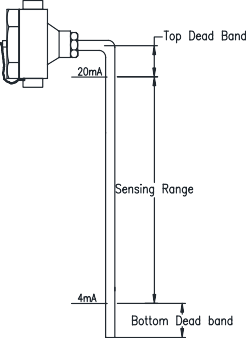 Top Dead Band
20mA
Sensing Range
4mA
Bottom Dead band